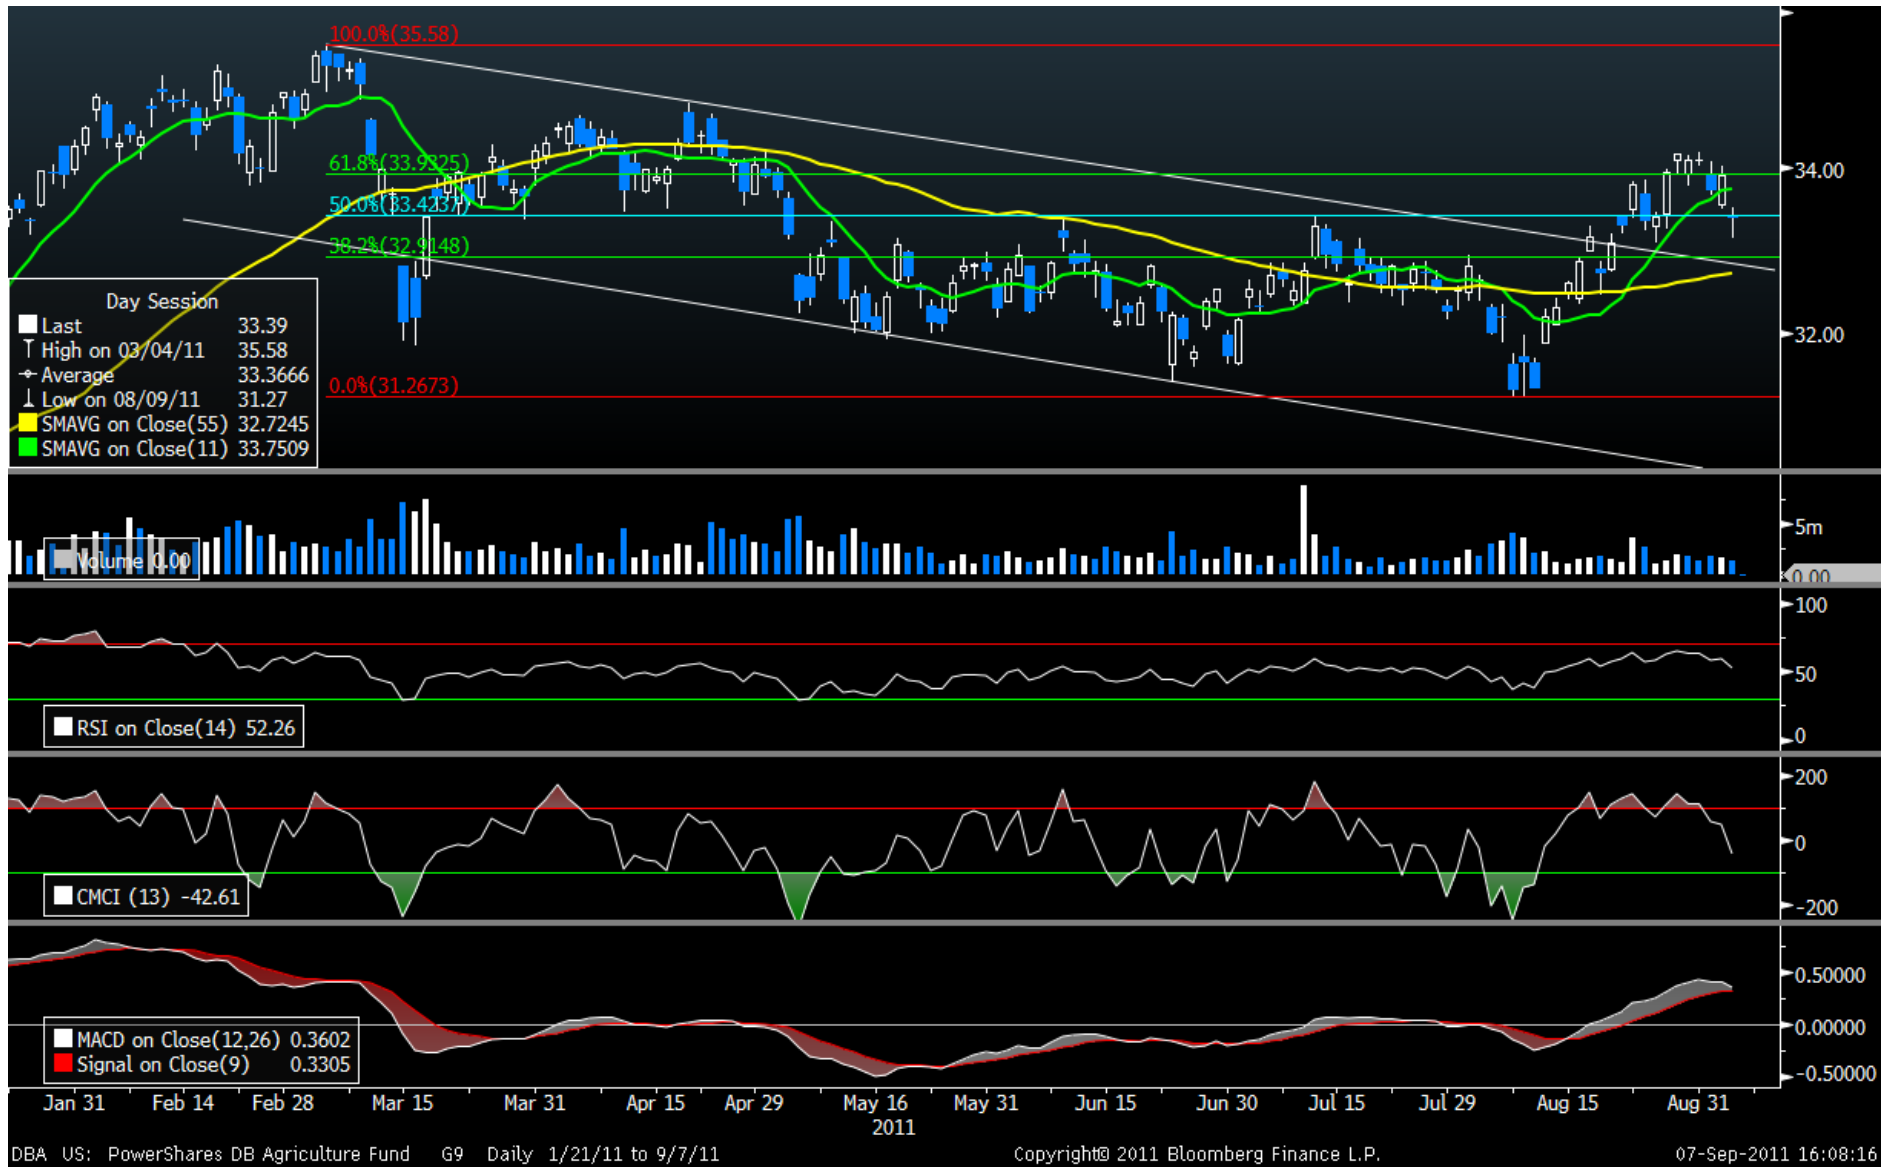 100.0%(35.58)
61.8%(33.9325)
50.0%(33.4237)
38.2%(32.9148)
0.0%(31.2673)
34.00
32.00
Day Session
Last 33.39
High on 03/04/11 35.58
Average 33.3666
Low on 08/09/11 31.27
SMAVG on Close(55) 32.7245
SMAVG on Close(11) 33.7509
5m
Volume 0.00
0.00
100
50
0
RSI on Close(14) 52.26
200
0
-200
CMCI (13) -42.61
0.50000
0.00000
-0.50000
MACD on Close(12,26) 0.3602
Signal on Close(9) 0.3305
Jan 31 Feb 14 Feb 28 Mar 15 Mar 31 Apr 15 Apr 29 May 16 May 31 Jun 15 Jun 30 Jul 15 Jul 29 Aug 15 Aug 31
2011
DBA US: PowerShares DB Agriculture Fund G9 Daily 1/21/11 to 9/7/11 Copyright© 2011 Bloomberg Finance L.P. 07-Sep-2011 16:08:16